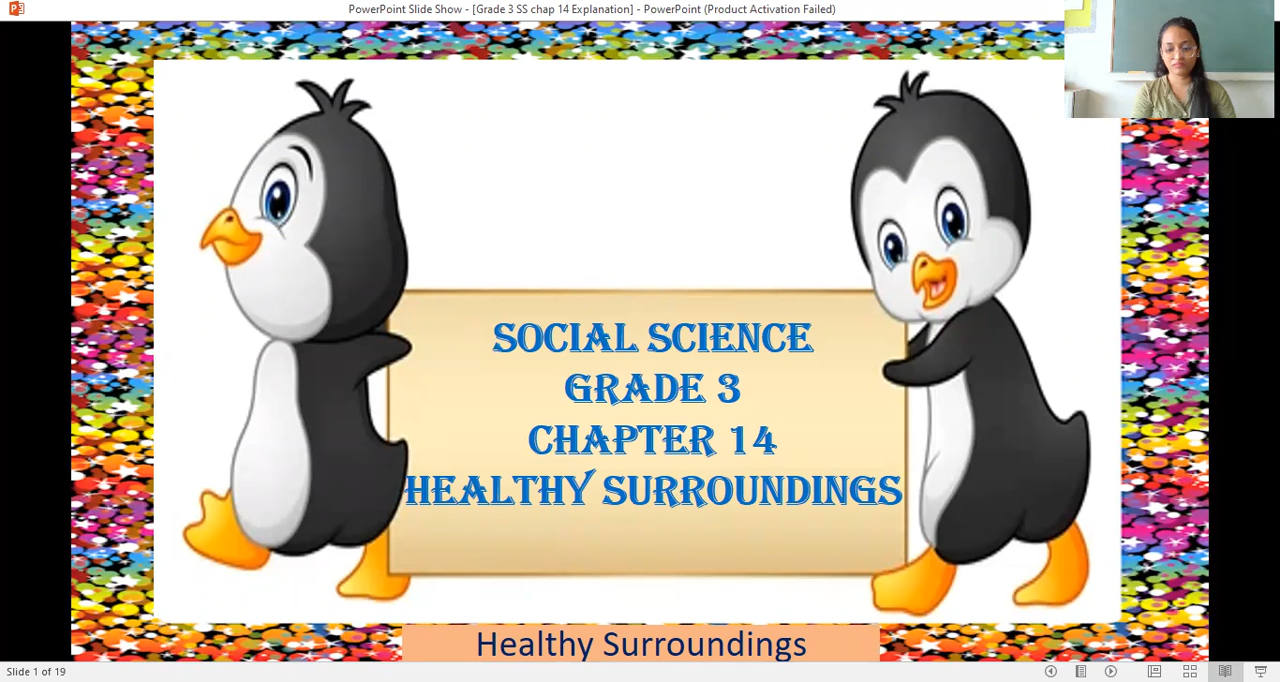 PowerPoint Slide Show - [Grade 3 SS chap 14 Explanation] - PowerPoint (Product Activation Failed)
SOCIAL SCIENCE
GRADE 3
CHAPTER 14
HEALTHY SURROUNDINGS
Healthy Surroundings
Slide 1 of 19